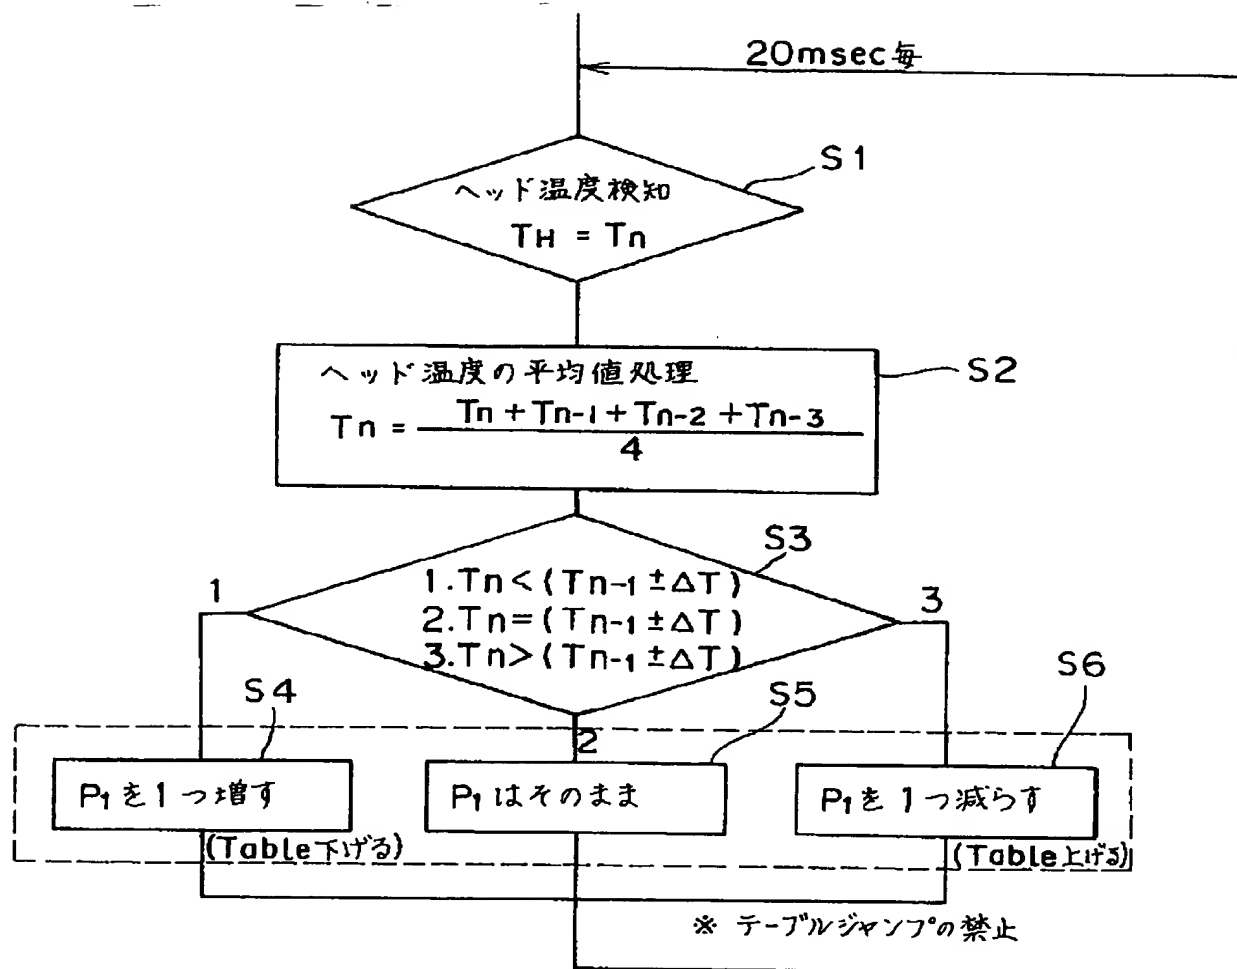 20msec毎
S1
ヘッド温度検知
TH = Tn
S2
ヘッド温度の平均値処理
Tn = Tn + Tn-1 + Tn-2 + Tn-3
4
S3
1
1.Tn<(Tn-1±△T)
2.Tn=(Tn-1±△T)
3.Tn>(Tn-1±△T)
3
S4
S5
S6
2
P1を1つ増す
P1はそのまま
P1を1つ減らす
(Table下げる)
(Table上げる)
※ テーブルジャンプの禁止